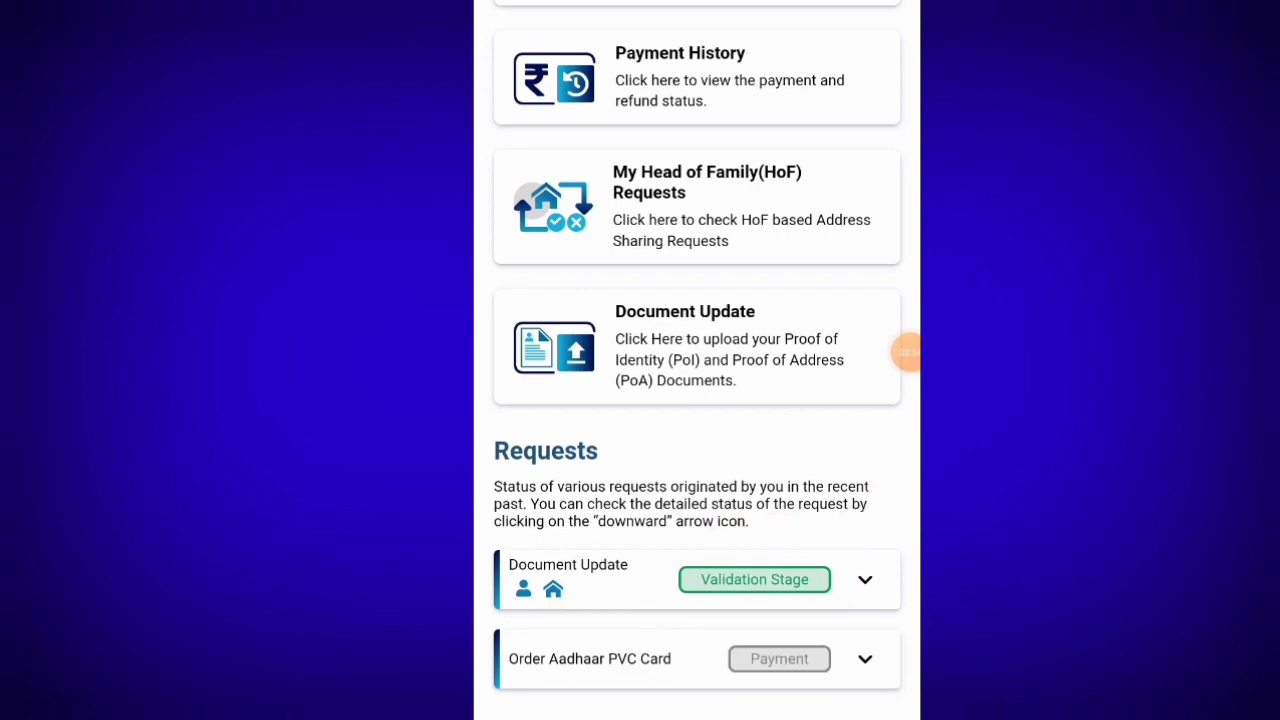 Payment History
Click here to view the payment and
refund status.
My Head of Family(HoF)
Requests
Click here to check HoF based Address
Sharing Requests
Document Update
Click Here to upload your Proof of
Identity (PoI) and Proof of Address
(PoA) Documents.
Requests
Status of various requests originated by you in the recent
past. You can check the detailed status of the request by
clicking on the “downward” arrow icon.
Document Update
Validation Stage
Order Aadhaar PVC Card
Payment